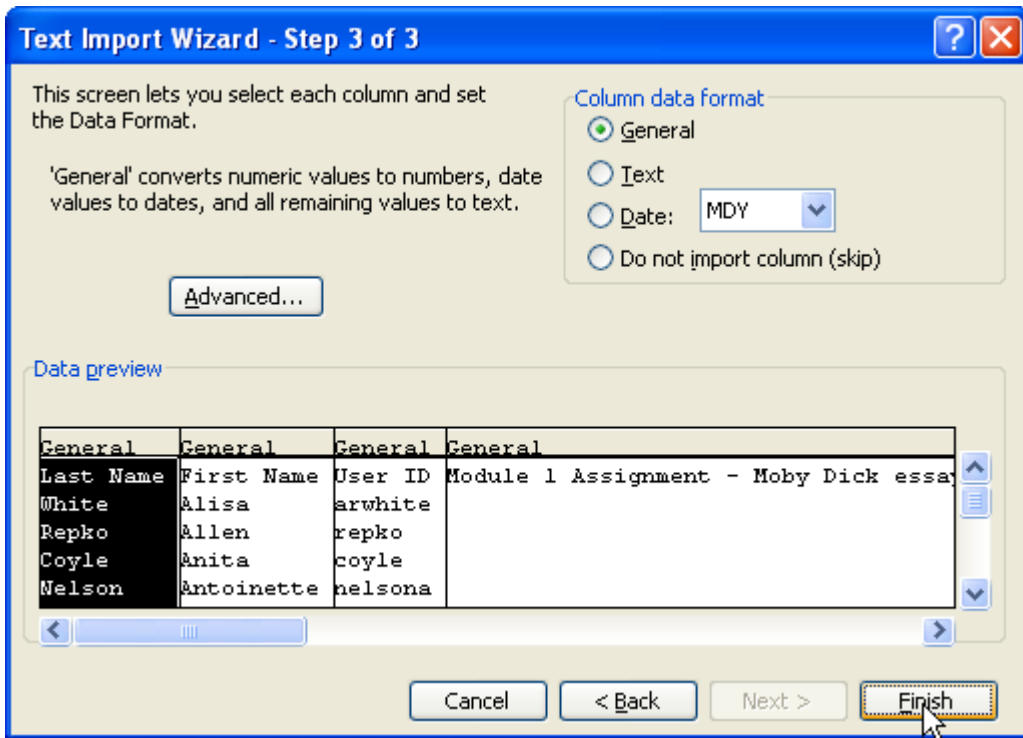 Text Import Wizard - Step 3 of 3
This screen lets you select each column and set
the Data Format.
'General' converts numeric values to numbers, date
values to dates, and all remaining values to text.
Advanced...
Column data format
General
Text
Date: MDY
Do not import column (skip)
Data preview
General General General General
Last Name First Name User ID Module 1 Assignment - Moby Dick essay
White Alisa arwhite
Repko Allen repko
Coyle Anita coyle
Nelson Antoinette nelsona
Cancel < Back Next > Finish